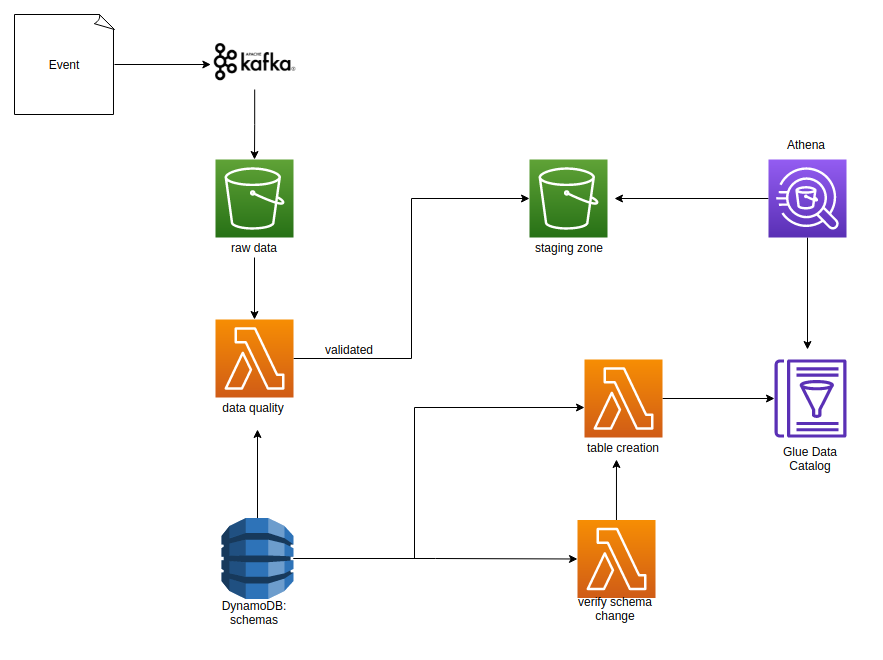 Event
APACHE
kafka
Athena
raw data
staging zone
validated
data quality
table creation
Glue Data
Catalog
DynamoDB:
schemas
verify schema
change